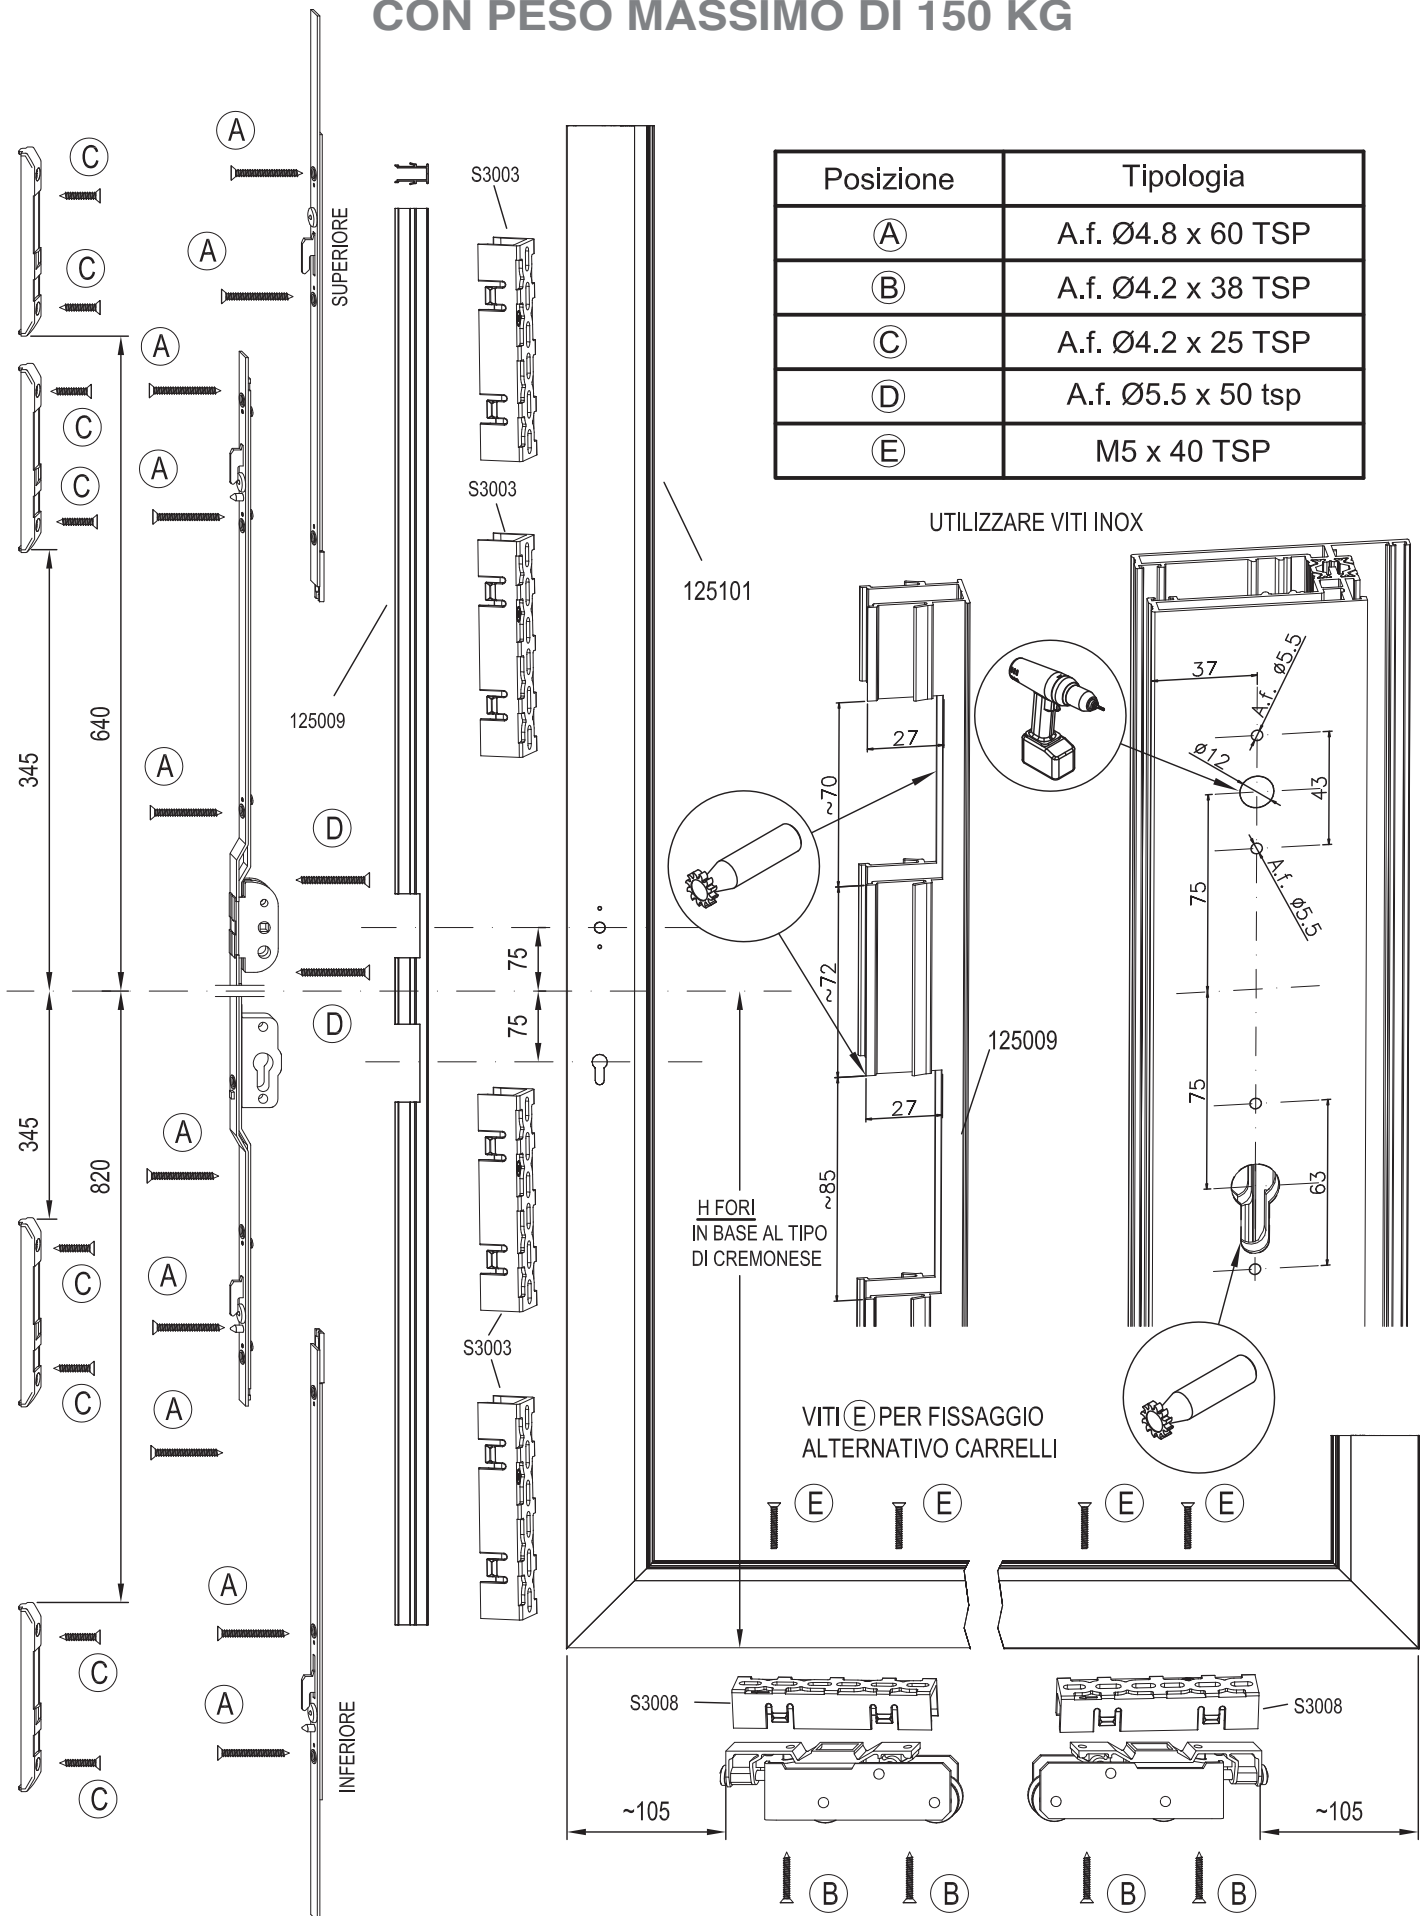 CON PESO MASSIMO DI 150 KG
Posizione Tipologia
A A.f. Ø4.8 x 60 TSP
B A.f. Ø4.2 x 38 TSP
C A.f. Ø4.2 x 25 TSP
D A.f. Ø5.5 x 50 tsp
E M5 x 40 TSP
UTILIZZARE VITI INOX
A
C
S3003
SUPERIORE
A
C
A
C
A
C
S3003
125101
125009
640
345
A
D
75
75
D
345
820
A
A
C
C
A
S3003
A
C
A
C
INFERIORE
27
~70
~72
27
~85
125009
37
A.f. Ø5.5
Ø12
43
75
A.f. Ø5.5
75
63
H FORI
IN BASE AL TIPO
DI CREMONESE
VITI E PER FISSAGGIO
ALTERNATIVO CARRELLI
E E E E
S3008 S3008
~105 ~105
B B B B